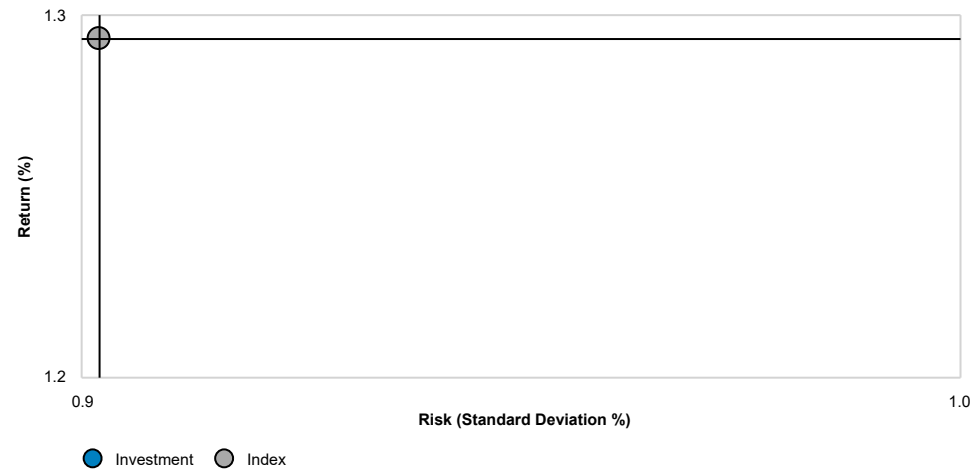 1.3
Return (%)
1.2
0.9
1.0
Risk (Standard Deviation %)
Investment
Index